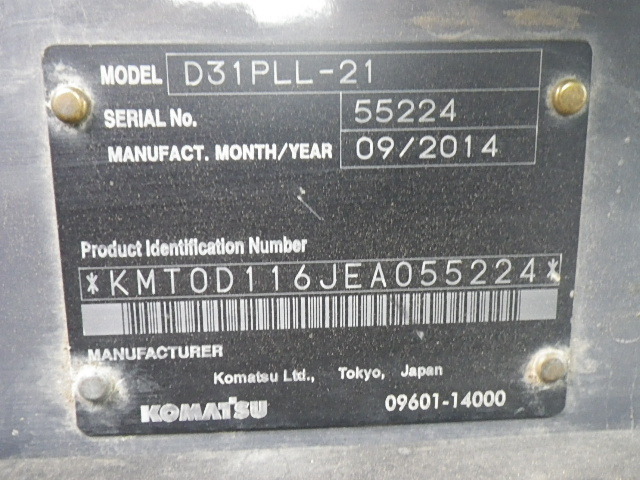 MODEL D31PLL-21
SERIAL No. 55224
MANUFACT. MONTH/YEAR 09/2014
Product Identification Number
*KMT0D116JEA055224*
MANUFACTURER
Komatsu Ltd., Tokyo, Japan
KOMATSU 09601-14000